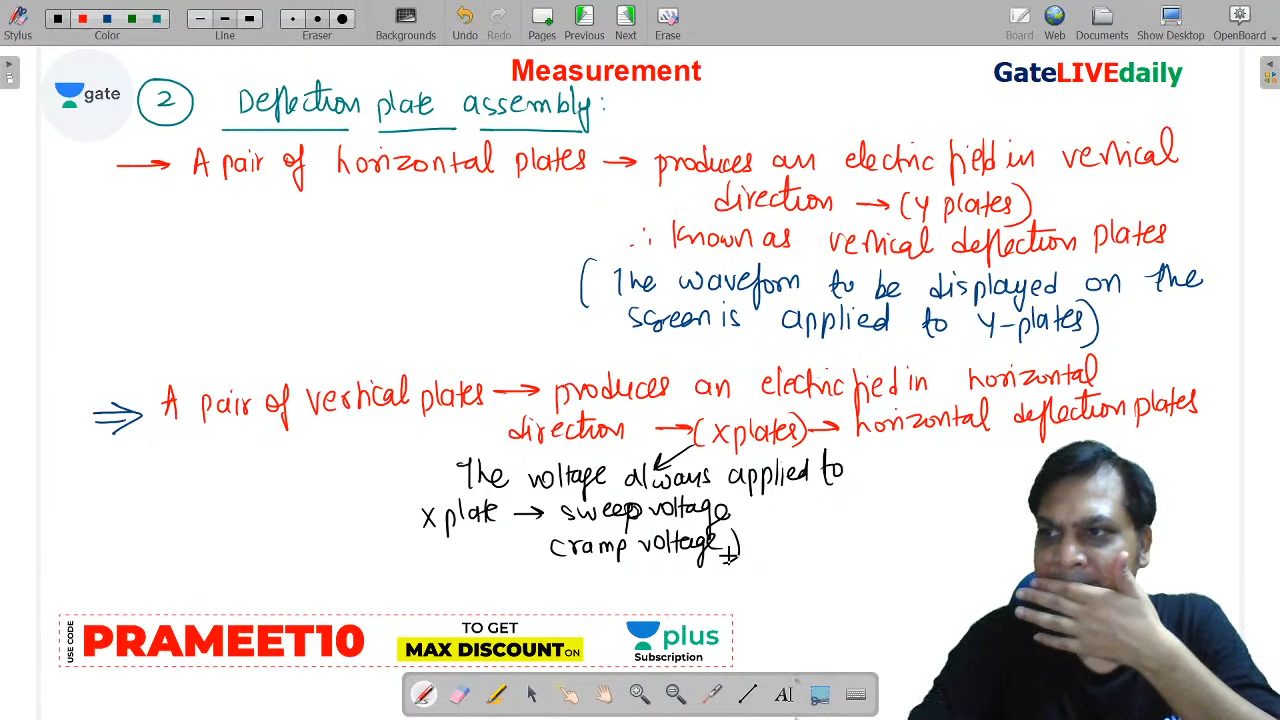 Stylus
Color
Line
Eraser
Backgrounds
Undo
Redo
Pages
Previous
Next
Erase
Board
Web
Documents
Show Desktop
OpenBoard
Measurement
GateLIVEdaily
gate
2 Deflection plate assembly:
→ A pair of horizontal plates → produces an electric field in vertical
direction → (Y plates)
∴ Known as vertical deflection plates
(The waveform to be displayed on the
screen is applied to Y-plates)
⇒ A pair of vertical plates → produces an electric field in horizontal
direction → (X plates) → horizontal deflection plates
The voltage always applied to
X plate → sweep voltage
(ramp voltage)
USE CODE
PRAMEET10
TO GET
MAX DISCOUNT ON
plus
Subscription
AI